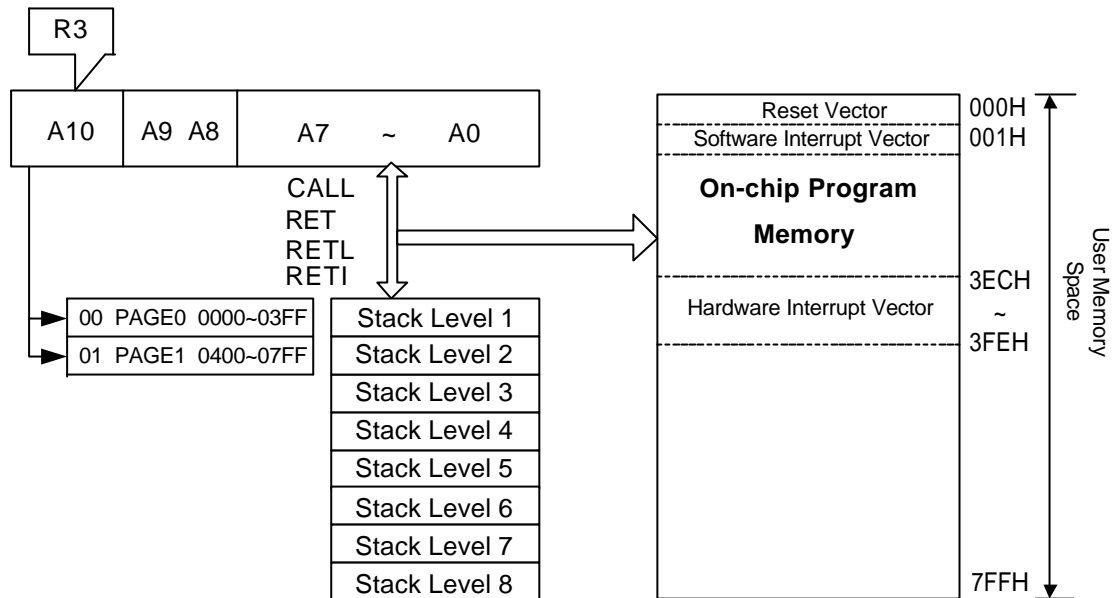 R3
A10
A9 A8
A7 ~ A0
CALL
RET
RETL
RETI
00 PAGE0 0000~03FF
01 PAGE1 0400~07FF
Stack Level 1
Stack Level 2
Stack Level 3
Stack Level 4
Stack Level 5
Stack Level 6
Stack Level 7
Stack Level 8
Reset Vector
000H
Software Interrupt Vector
001H
On-chip Program
Memory
3ECH
Hardware Interrupt Vector
~
3FEH
7FFH
User Memory
Space